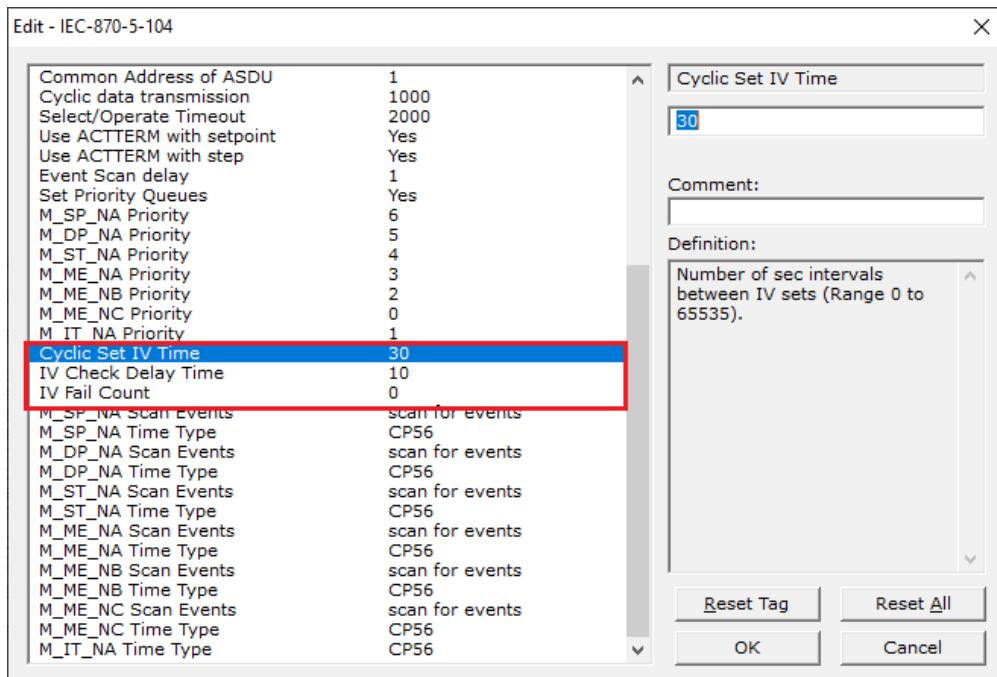 Edit - IEC-870-5-104
Common Address of ASDU 1
Cyclic data transmission 1000
Select/Operate Timeout 2000
Use ACTTERM with setpoint Yes
Use ACTTERM with step Yes
Event Scan delay 1
Set Priority Queues Yes
M_SP_NA Priority 6
M_DP_NA Priority 5
M_ST_NA Priority 4
M_ME_NA Priority 3
M_ME_NB Priority 2
M_ME_NC Priority 0
M_IT_NA Priority 1
Cyclic Set IV Time 30
IV Check Delay Time 10
IV Fail Count 0
M_SP_NA Scan Events scan for events
M_SP_NA Time Type CP56
M_DP_NA Scan Events scan for events
M_DP_NA Time Type CP56
M_ST_NA Scan Events scan for events
M_ST_NA Time Type CP56
M_ME_NA Scan Events scan for events
M_ME_NA Time Type CP56
M_ME_NB Scan Events scan for events
M_ME_NB Time Type CP56
M_ME_NC Scan Events scan for events
M_ME_NC Time Type CP56
M_IT_NA Time Type CP56
Cyclic Set IV Time
30
Comment:
Definition:
Number of sec intervals
between IV sets (Range 0 to
65535).
Reset Tag Reset All
OK Cancel